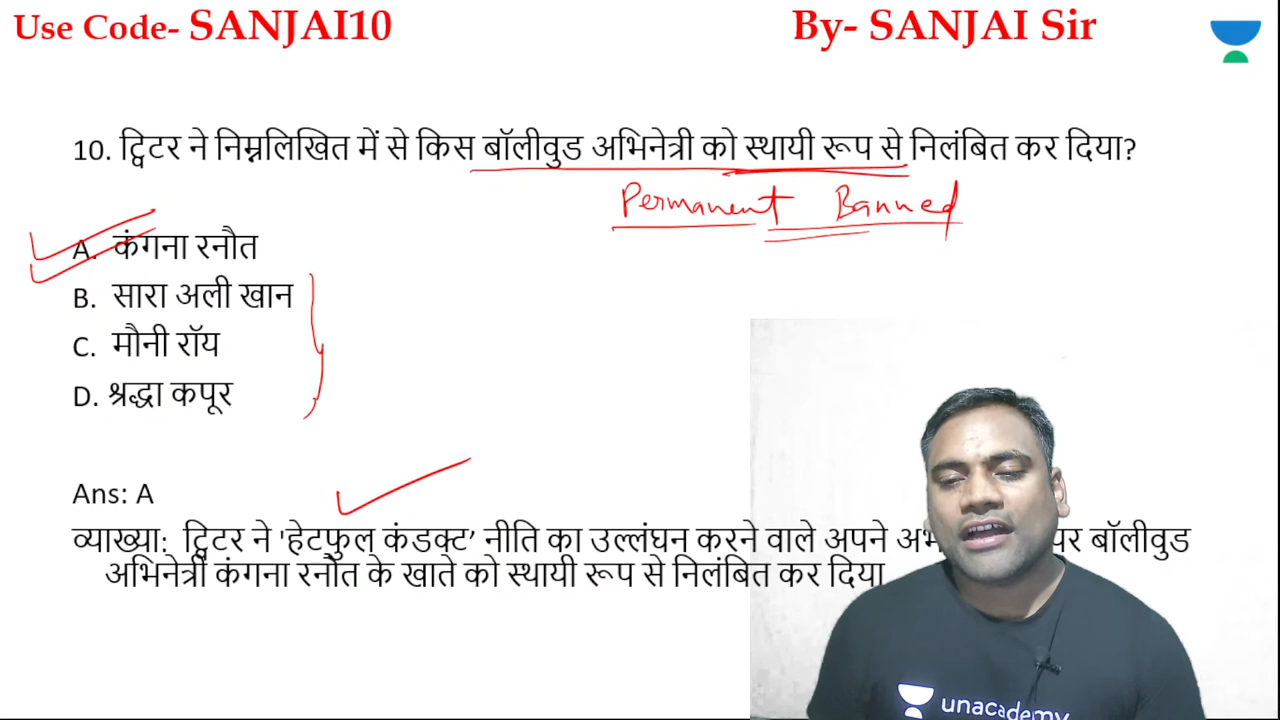 Use Code- SANJAI10
By- SANJAI Sir
10. ट्विटर ने निम्नलिखित में से किस बॉलीवुड अभिनेत्री को स्थायी रूप से निलंबित कर दिया?
Permanent Banned
A. कंगना रनौत
B. सारा अली खान
C. मौनी रॉय
D. श्रद्धा कपूर
Ans: A
व्याख्या: ट्विटर ने 'हेटफुल कंडक्ट’ नीति का उल्लंघन करने वाले अपने पर बॉलीवुड
अभिनेत्री कंगना रनौत के खाते को स्थायी रूप से निलंबित कर दिया
unacademy